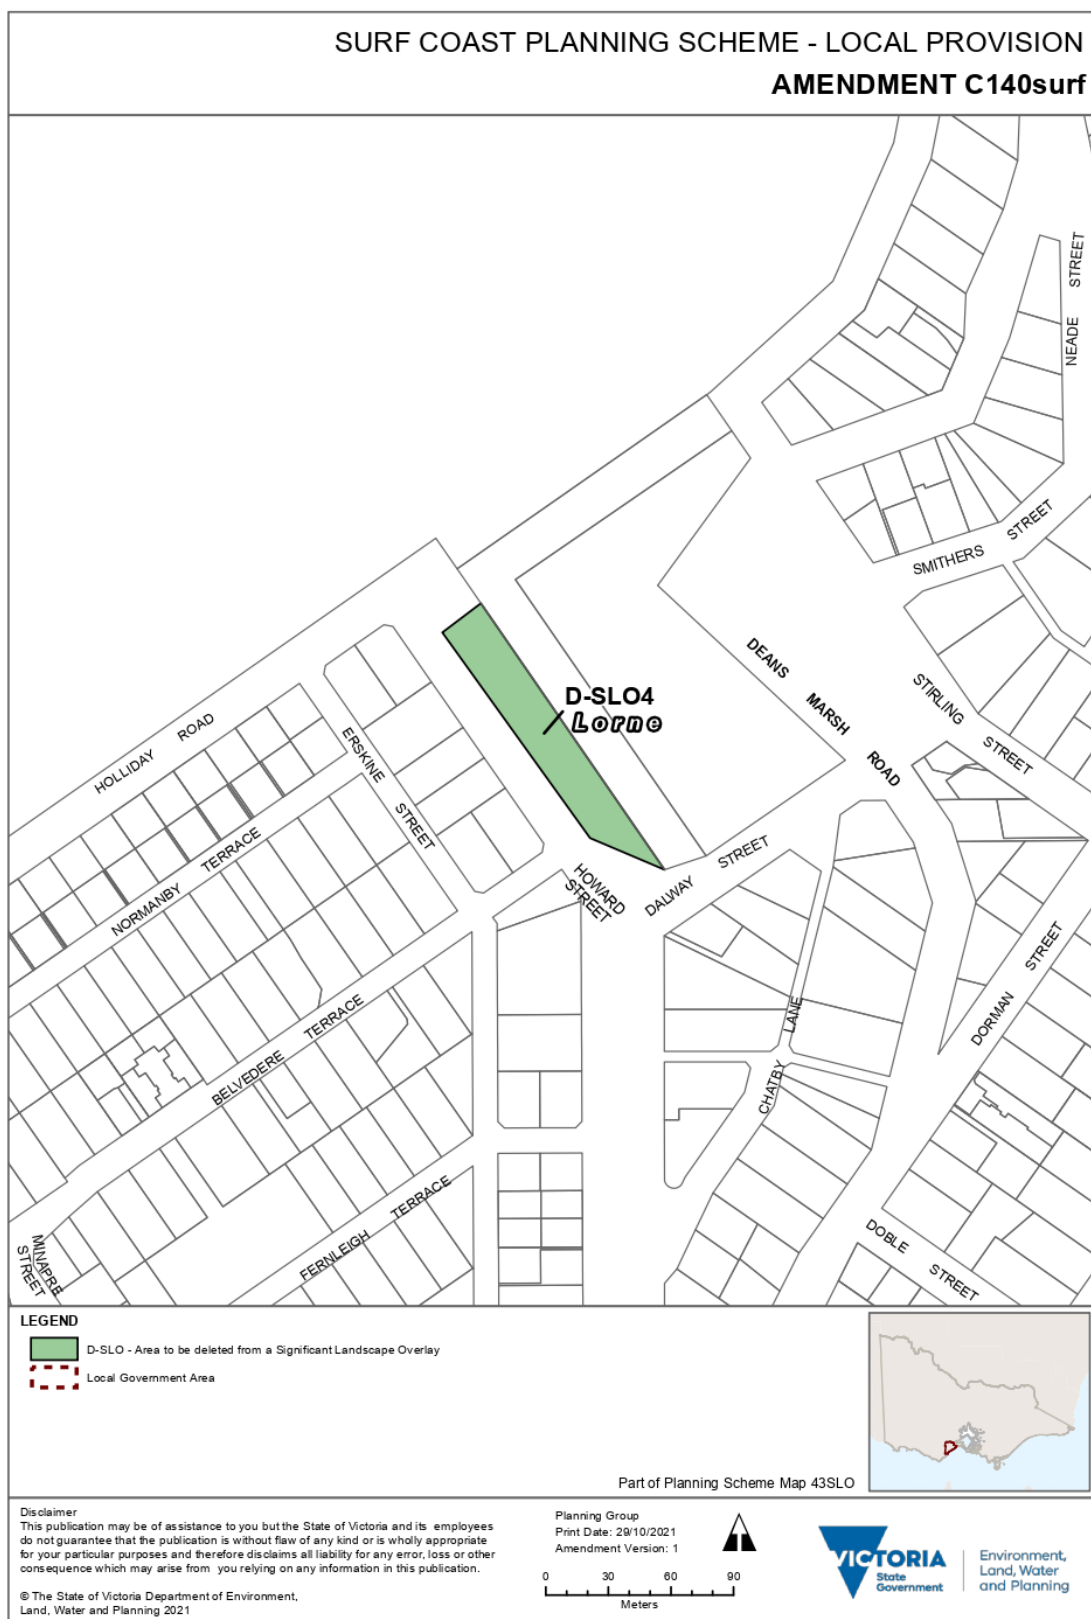 SURF COAST PLANNING SCHEME - LOCAL PROVISION
AMENDMENT C140surf
NEADE STREET
SMITHERS STREET
DEANS MARSH ROAD
STIRLING STREET
D-SLO4
Lorne
HOLLIDAY ROAD
ERSKINE STREET
NORMANBY TERRACE
HOWARD
STREET
DALWAY STREET
BELVEDERE TERRACE
CHATBY LANE
DORMAN STREET
FERNLEIGH TERRACE
MINAPRE
STREET
DOBLE STREET
LEGEND
D-SLO - Area to be deleted from a Significant Landscape Overlay
Local Government Area
Part of Planning Scheme Map 43SLO
Disclaimer
This publication may be of assistance to you but the State of Victoria and its employees
do not guarantee that the publication is without flaw of any kind or is wholly appropriate
for your particular purposes and therefore disclaims all liability for any error, loss or other
consequence which may arise from you relying on any information in this publication.
© The State of Victoria Department of Environment,
Land, Water and Planning 2021
Planning Group
Print Date: 29/10/2021
Amendment Version: 1
0 30 60 90
Meters
VICTORIA
State
Government
Environment,
Land, Water
and Planning